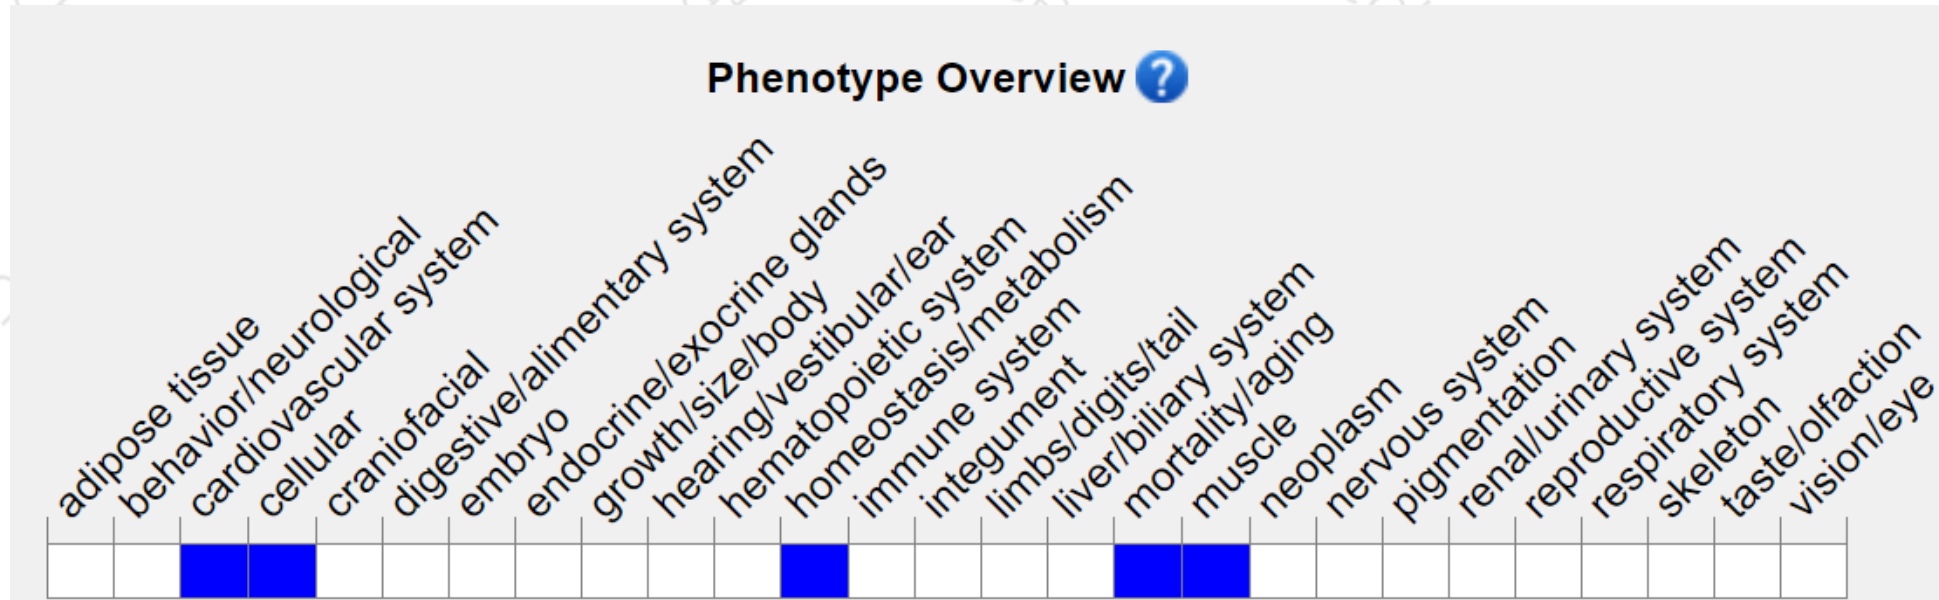 Phenotype Overview ?
adipose tissue
behavior/neurological
cardiovascular system
cellular
craniofacial
digestive/alimentary system
embryo
endocrine/exocrine glands
growth/size/body
hearing/vestibular/ear
hematopoietic system
homeostasis/metabolism
immune system
integument
limbs/digits/tail
liver/biliary system
mortality/aging
muscle
neoplasm
nervous system
pigmentation
renal/urinary system
reproductive system
respiratory system
skeleton
taste/olfaction
vision/eye